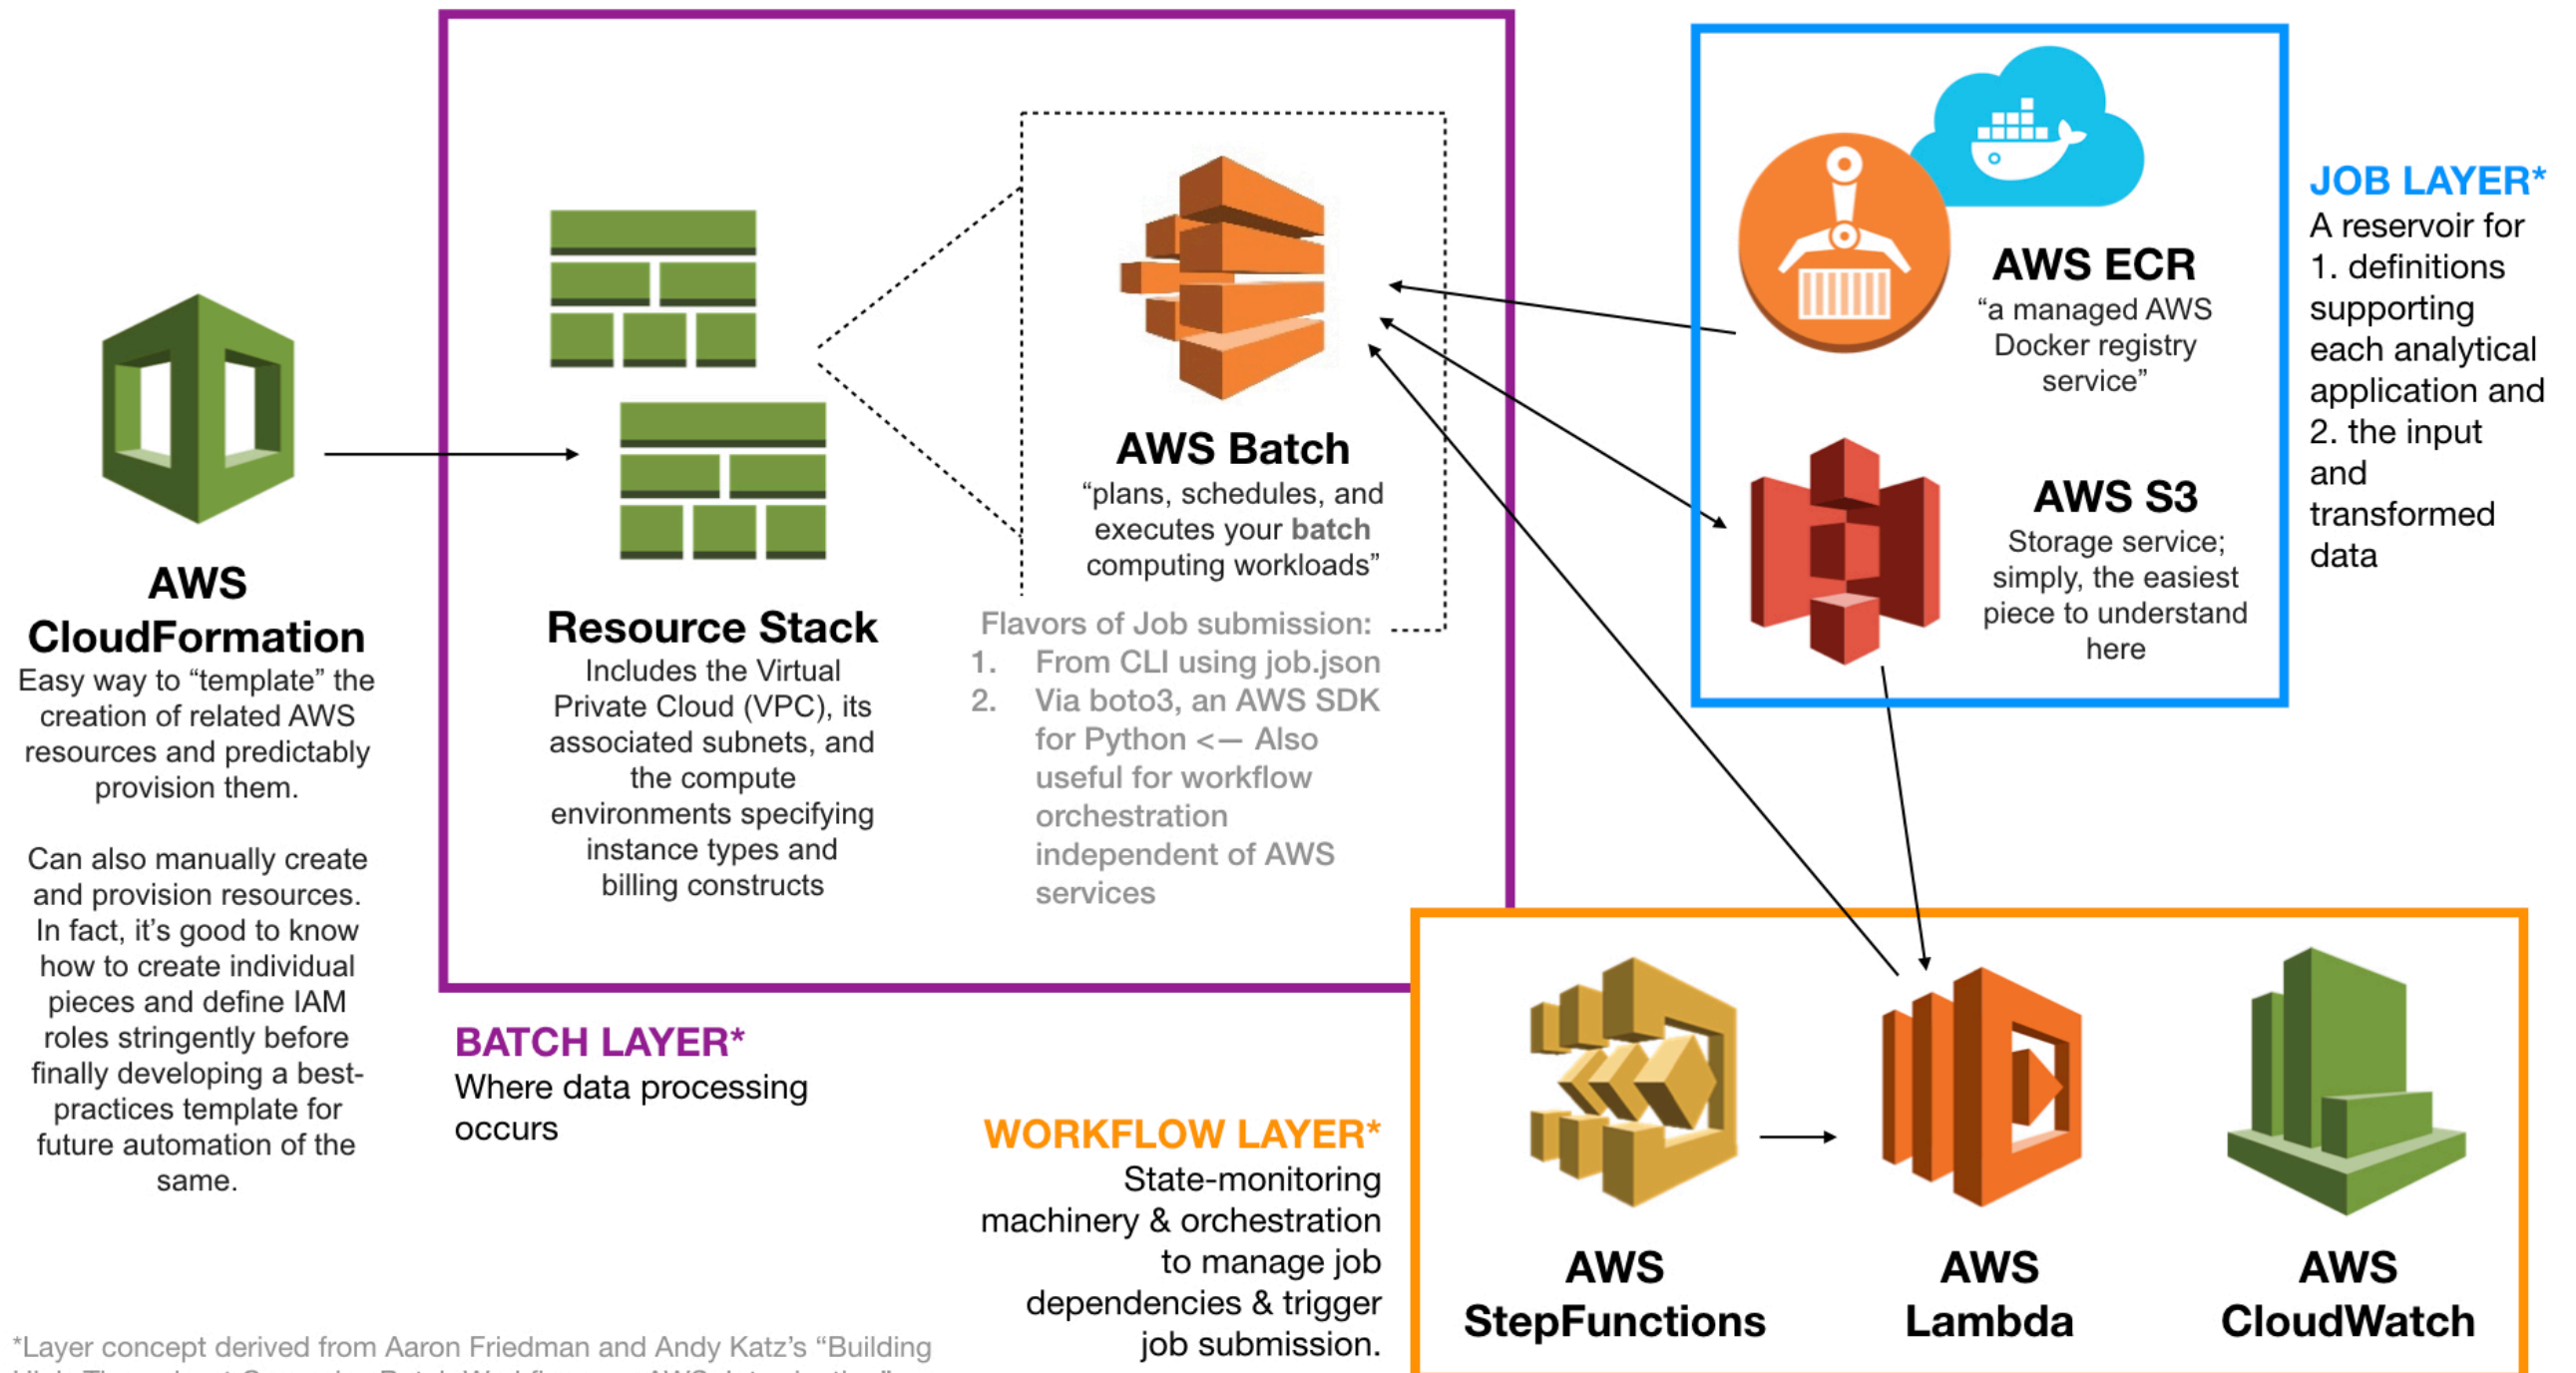 AWS
CloudFormation
Easy way to “template” the
creation of related AWS
resources and predictably
provision them.
Can also manually create
and provision resources.
In fact, it’s good to know
how to create individual
pieces and define IAM
roles stringently before
finally developing a best-
practices template for
future automation of the
same.
Resource Stack
Includes the Virtual
Private Cloud (VPC), its
associated subnets, and
the compute
environments specifying
instance types and
billing constructs
AWS Batch
“plans, schedules, and
executes your batch
computing workloads”
Flavors of Job submission:
1. From CLI using job.json
2. Via boto3, an AWS SDK
for Python <— Also
useful for workflow
orchestration
independent of AWS
services
BATCH LAYER*
Where data processing
occurs
AWS ECR
“a managed AWS
Docker registry
service”
AWS S3
Storage service;
simply, the easiest
piece to understand
here
JOB LAYER*
A reservoir for
1. definitions
supporting
each analytical
application and
2. the input
and
transformed
data
WORKFLOW LAYER*
State-monitoring
machinery & orchestration
to manage job
dependencies & trigger
job submission.
AWS
StepFunctions
AWS
Lambda
AWS
CloudWatch
*Layer concept derived from Aaron Friedman and Andy Katz’s “Building